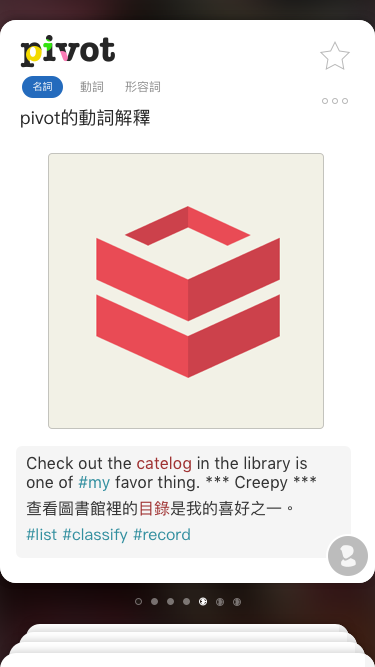 pivot
名詞 動詞 形容詞
pivot的動詞解釋
Check out the catelog in the library is
one of #my favor thing. *** Creepy ***
查看圖書館裡的目錄是我的喜好之一。
#list #classify #record